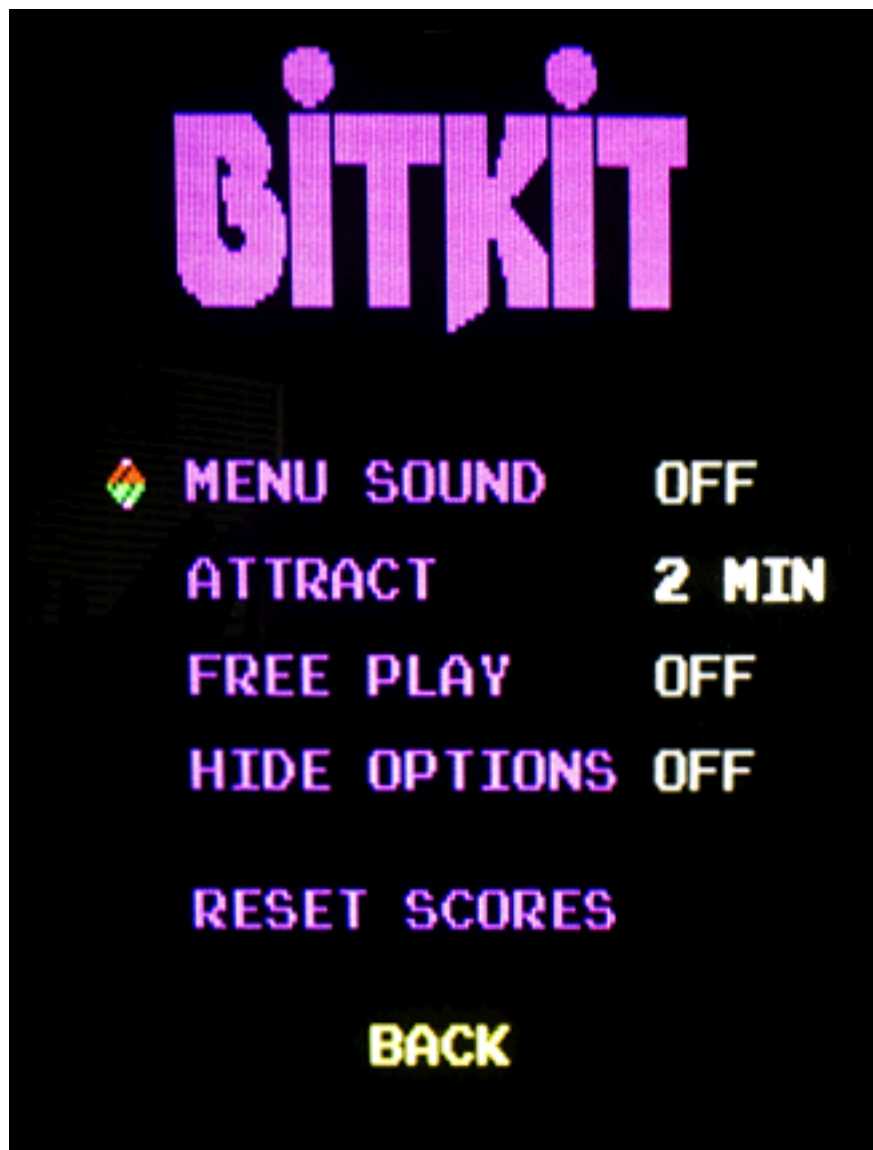 BiTKiT
MENU SOUND OFF
ATTRACT 2 MIN
FREE PLAY OFF
HIDE OPTIONS OFF
RESET SCORES
BACK